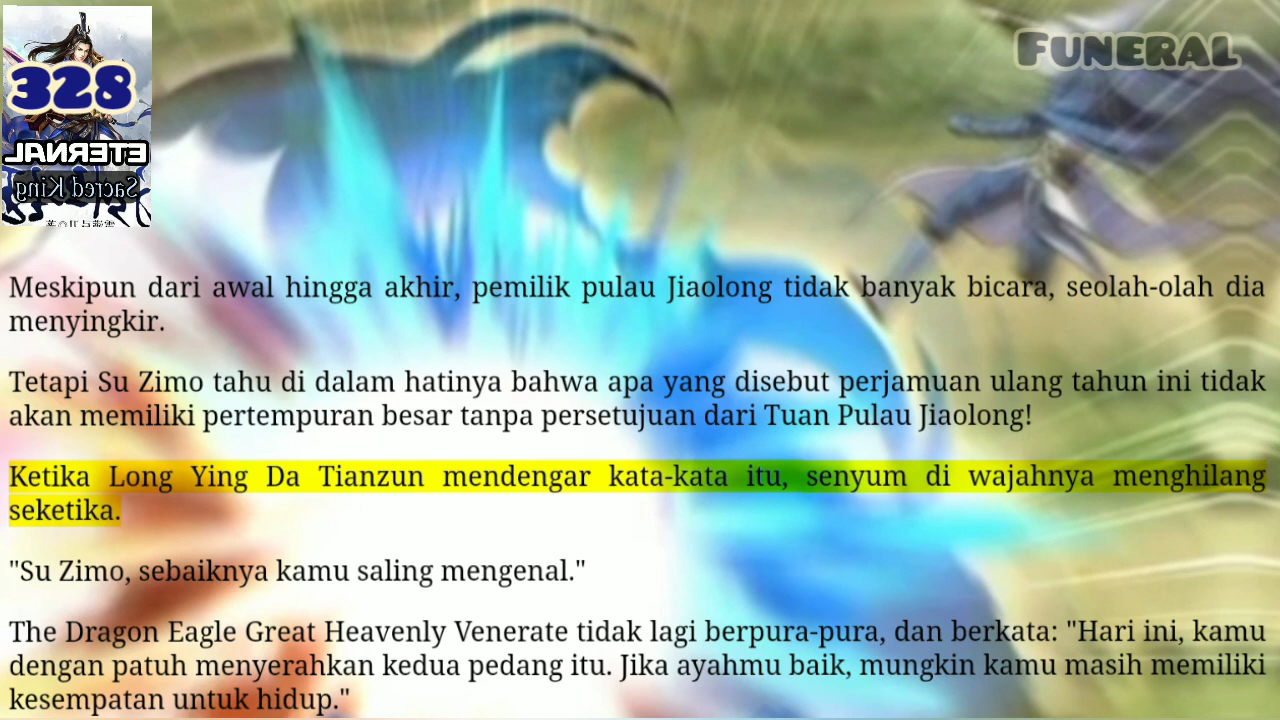 328
FUNERAL
ETERNAL
Sacred King
Meskipun dari awal hingga akhir, pemilik pulau Jiaolong tidak banyak bicara, seolah-olah dia
menyingkir.
Tetapi Su Zimo tahu di dalam hatinya bahwa apa yang disebut perjamuan ulang tahun ini tidak
akan memiliki pertempuran besar tanpa persetujuan dari Tuan Pulau Jiaolong!
Ketika Long Ying Da Tianzun mendengar kata-kata itu, senyum di wajahnya menghilang
seketika.
"Su Zimo, sebaiknya kamu saling mengenal."
The Dragon Eagle Great Heavenly Venerate tidak lagi berpura-pura, dan berkata: "Hari ini, kamu
dengan patuh menyerahkan kedua pedang itu. Jika ayahmu baik, mungkin kamu masih memiliki
kesempatan untuk hidup."